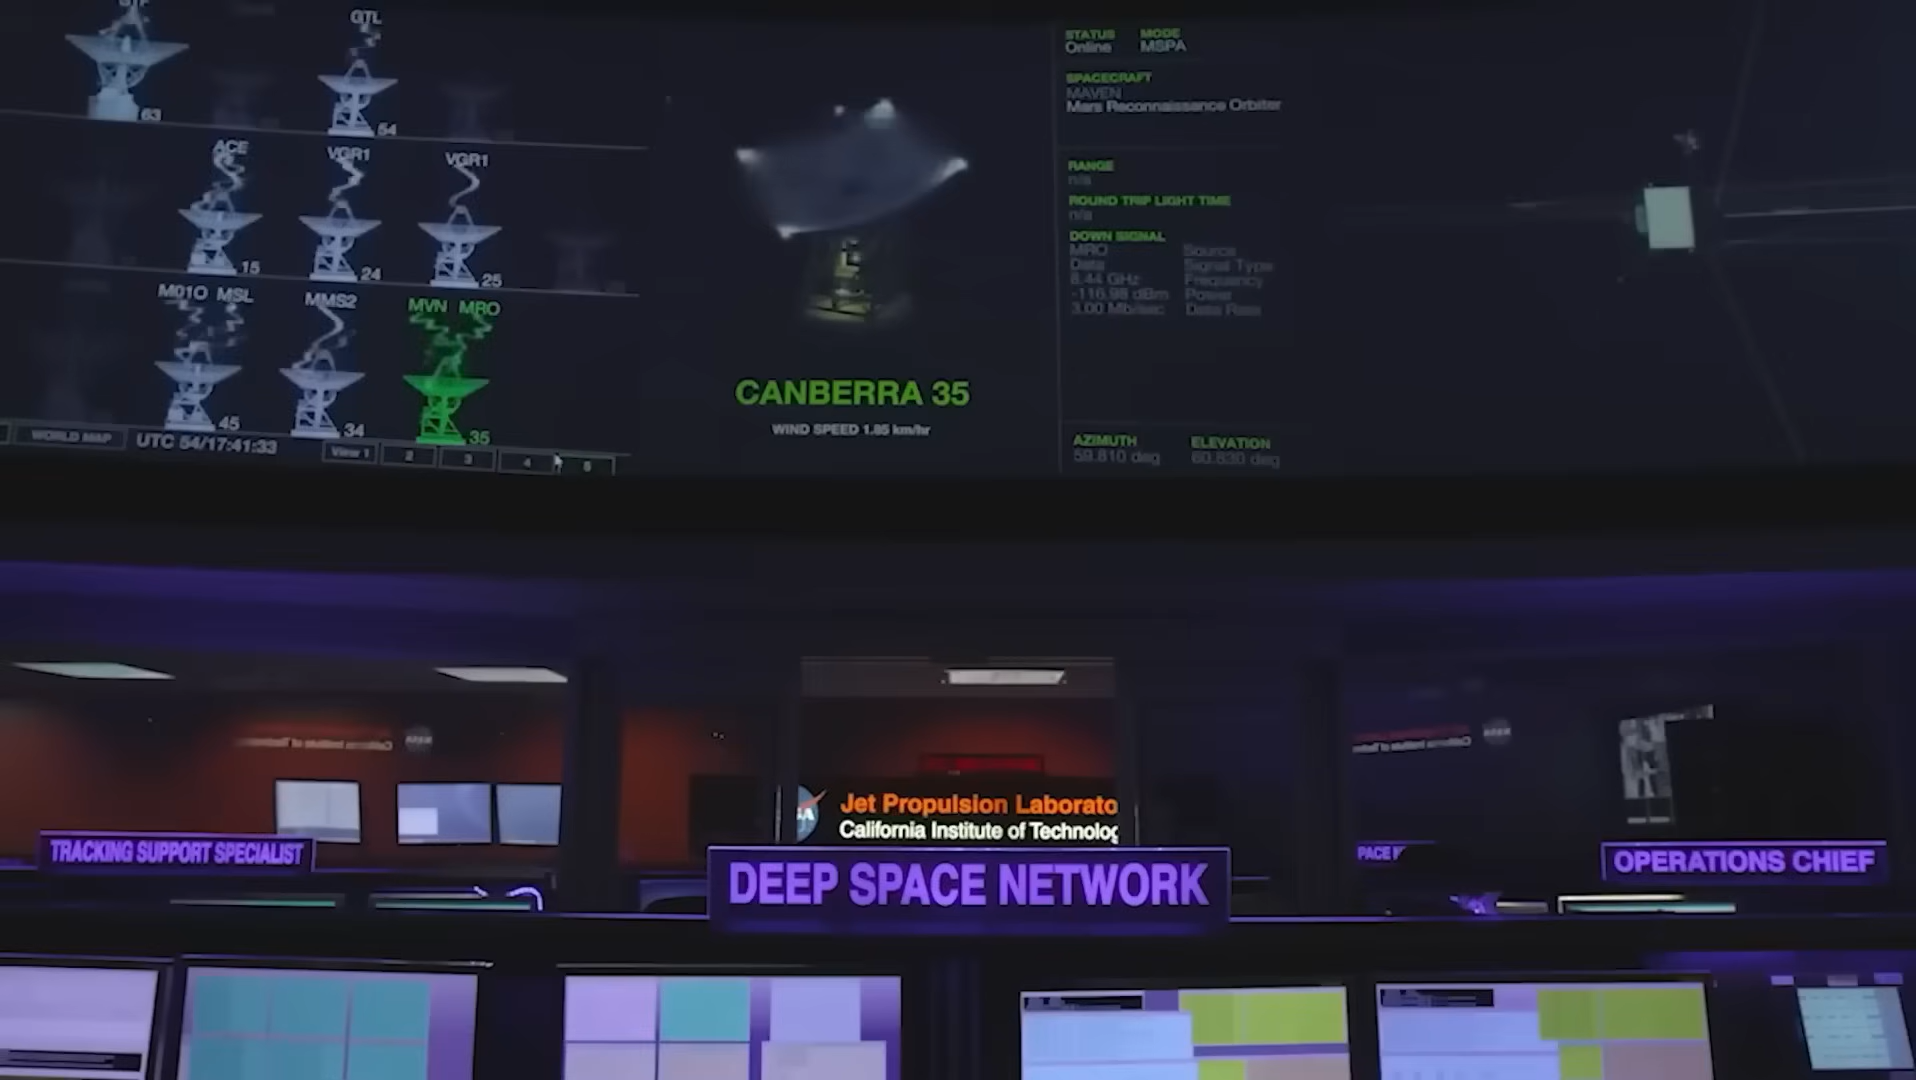 GTL
63
54
ACE
VGR1
VGR1
15
24
25
M01O MSL
MMS2
MVN MRO
45
34
35
WORLD MAP
UTC 54/17:41:33
View 1
2
3
4
5
CANBERRA 35
WIND SPEED 1.85 km/hr
STATUS MODE
Online MSPA
SPACECRAFT
MAVEN
Mars Reconnaissance Orbiter
RANGE
n/a
ROUND TRIP LIGHT TIME
n/a
DOWN SIGNAL
MRO Source
Data Signal Type
8.44 GHz Frequency
-116.98 dBm Power
3.00 Mb/sec Data Rate
AZIMUTH ELEVATION
59.810 deg 60.830 deg
Jet Propulsion Laborato
California Institute of Technolog
TRACKING SUPPORT SPECIALIST
DEEP SPACE NETWORK
PACE
OPERATIONS CHIEF